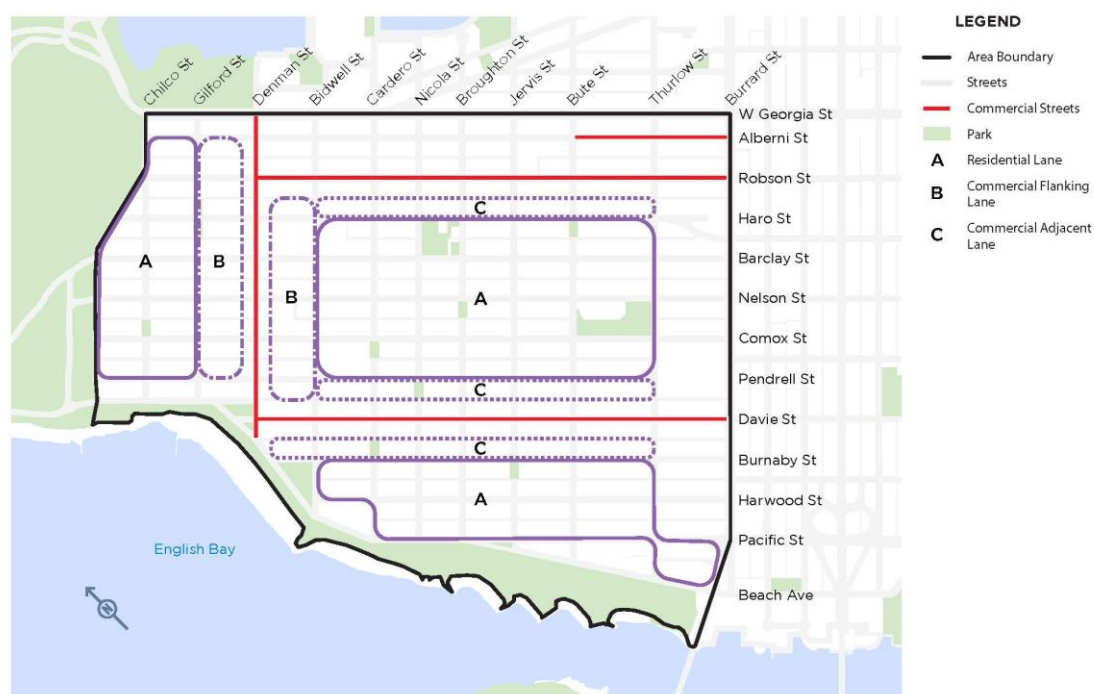 Chilco St
Gilford St
Denman St
Bidwell St
Cardero St
Nicola St
Broughton St
Jervis St
Bute St
Thurlow St
Burrard St
W Georgia St
Alberni St
Robson St
Haro St
Barclay St
Nelson St
Comox St
Pendrell St
Davie St
Burnaby St
Harwood St
Pacific St
Beach Ave
C
A
B
B
A
C
C
A
English Bay
N
LEGEND
Area Boundary
Streets
Commercial Streets
Park
A Residential Lane
B Commercial Flanking
Lane
C Commercial Adjacent
Lane